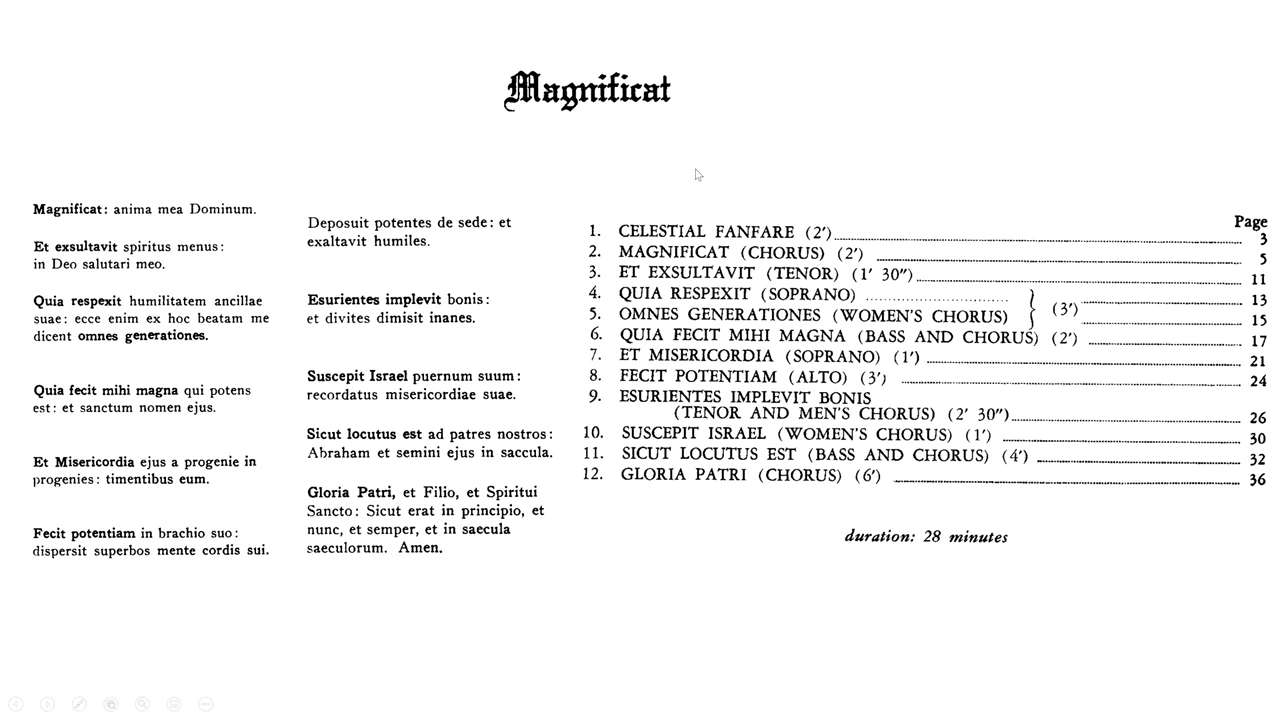 Magnificat
Magnificat: anima mea Dominum.
Et exsultavit spiritus menus:
in Deo salutari meo.
Quia respexit humilitatem ancillae
suae: ecce enim ex hoc beatam me
dicent omnes generationes.
Quia fecit mihi magna qui potens
est: et sanctum nomen ejus.
Et Misericordia ejus a progenie in
progenies: timentibus eum.
Fecit potentiam in brachio suo:
dispersit superbos mente cordis sui.
Deposuit potentes de sede: et
exaltavit humiles.
Esurientes implevit bonis:
et divites dimisit inanes.
Suscepit Israel puernum suum:
recordatus misericordiae suae.
Sicut locutus est ad patres nostros:
Abraham et semini ejus in saccula.
Gloria Patri, et Filio, et Spiritui
Sancto: Sicut erat in principio, et
nunc, et semper, et in saecula
saeculorum. Amen.
Page
1. CELESTIAL FANFARE (2') 3
2. MAGNIFICAT (CHORUS) (2') 5
3. ET EXSULTAVIT (TENOR) (1' 30") 11
4. QUIA RESPEXIT (SOPRANO) 13
5. OMNES GENERATIONES (WOMEN'S CHORUS) (3') 15
6. QUIA FECIT MIHI MAGNA (BASS AND CHORUS) (2') 17
7. ET MISERICORDIA (SOPRANO) (1') 21
8. FECIT POTENTIAM (ALTO) (3') 24
9. ESURIENTES IMPLEVIT BONIS
(TENOR AND MEN'S CHORUS) (2' 30") 26
10. SUSCEPIT ISRAEL (WOMEN'S CHORUS) (1') 30
11. SICUT LOCUTUS EST (BASS AND CHORUS) (4') 32
12. GLORIA PATRI (CHORUS) (6') 36
duration: 28 minutes